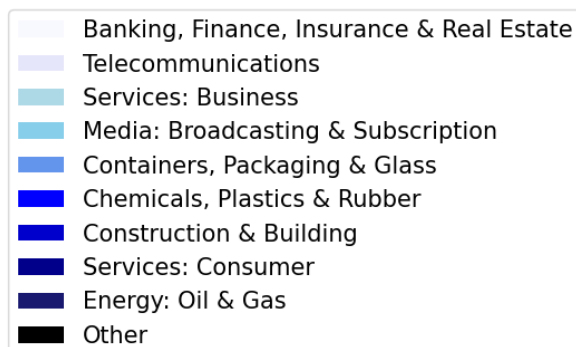 Banking, Finance, Insurance & Real Estate
Telecommunications
Services: Business
Media: Broadcasting & Subscription
Containers, Packaging & Glass
Chemicals, Plastics & Rubber
Construction & Building
Services: Consumer
Energy: Oil & Gas
Other